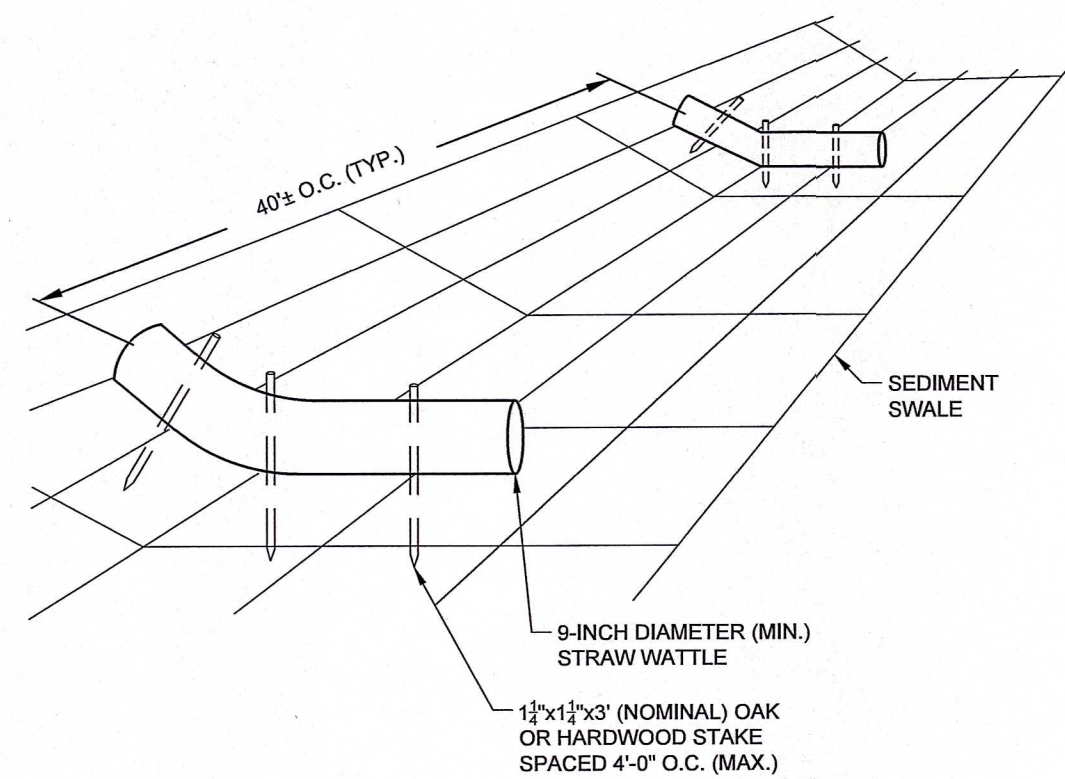 40'± O.C. (TYP.)
SEDIMENT
SWALE
9-INCH DIAMETER (MIN.)
STRAW WATTLE
1¼"x1¼"x3' (NOMINAL) OAK
OR HARDWOOD STAKE
SPACED 4'-0" O.C. (MAX.)